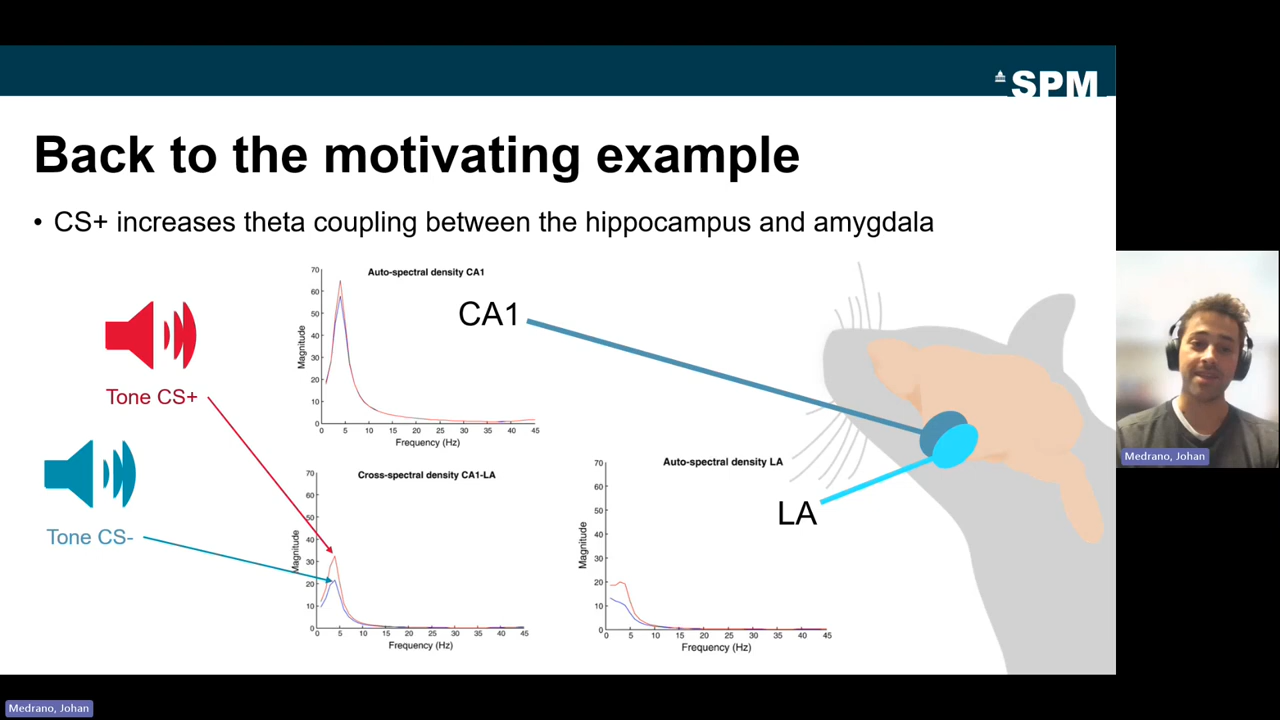 SPM
Back to the motivating example
• CS+ increases theta coupling between the hippocampus and amygdala
Auto-spectral density CA1
70
60
50
40
30
20
10
0
Magnitude
0 5 10 15 20 25 30 35 40 45
Frequency (Hz)
CA1
Tone CS+
Tone CS-
Cross-spectral density CA1-LA
70
60
50
40
30
20
10
0
Magnitude
0 5 10 15 20 25 30 35 40 45
Frequency (Hz)
Auto-spectral density LA
70
60
50
40
30
20
10
0
Magnitude
0 5 10 15 20 25 30 35 40 45
Frequency (Hz)
LA
Medrano, Johan
Medrano, Johan